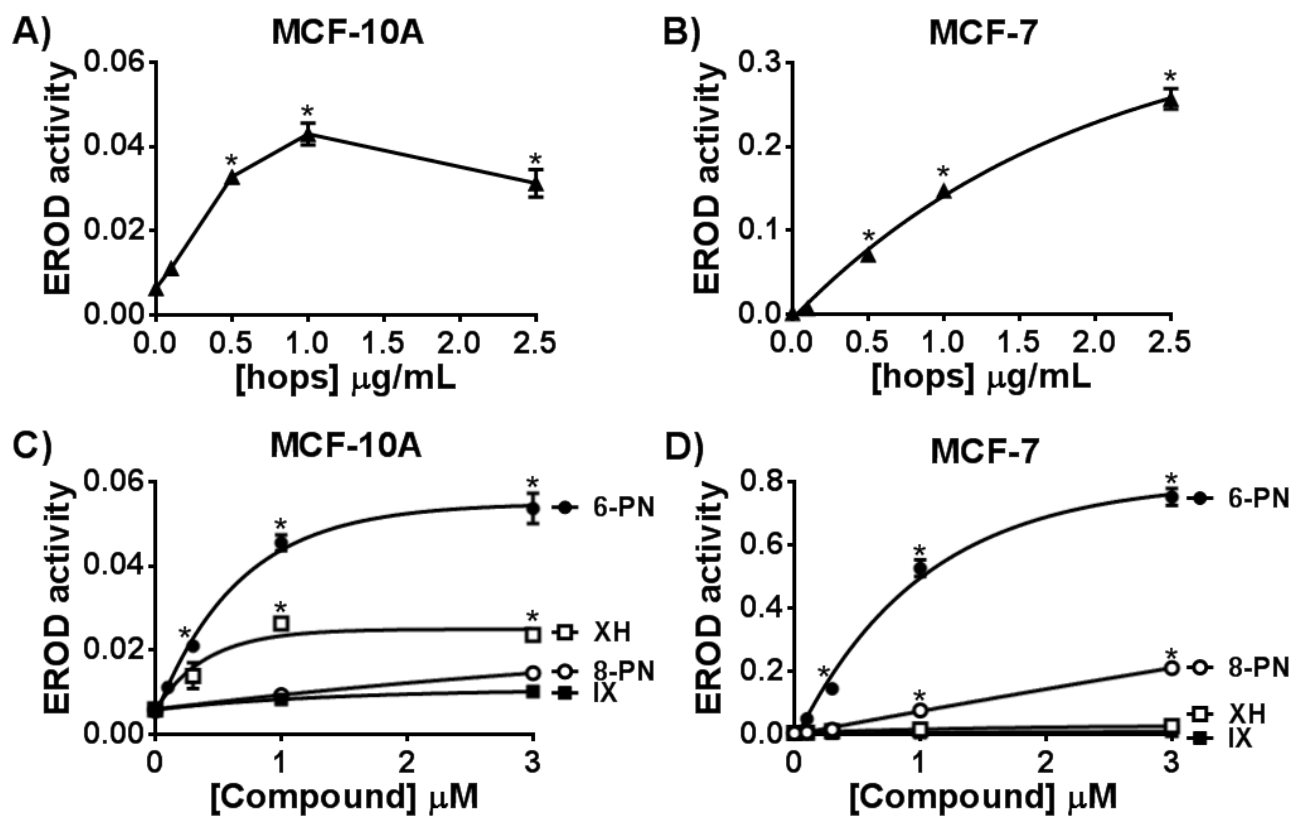 A) MCF-10A
EROD activity
0.06
0.04
0.02
0.00
* * *
0.0 0.5 1.0 1.5 2.0 2.5
[hops] μg/mL
B) MCF-7
EROD activity
0.3
0.2
0.1
0.0
* * *
0.0 0.5 1.0 1.5 2.0 2.5
[hops] μg/mL
C) MCF-10A
EROD activity
0.06
0.04
0.02
0.00
* * *
* *
6-PN
XH
8-PN
IX
0 1 2 3
[Compound] μM
D) MCF-7
EROD activity
0.8
0.6
0.4
0.2
0.0
* * *
* *
6-PN
8-PN
XH
IX
0 1 2 3
[Compound] μM